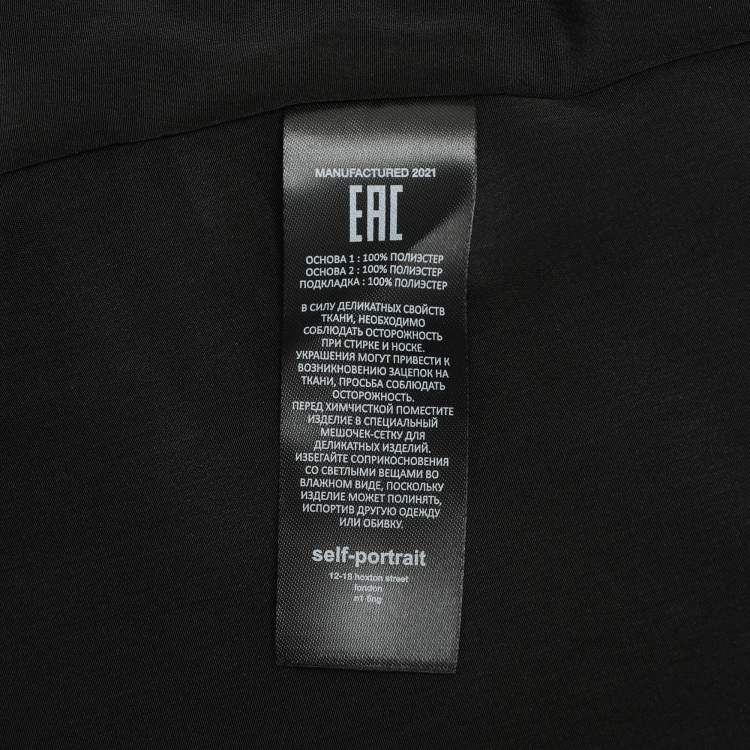 MANUFACTURED 2021
EAC
ОСНОВА 1 : 100% ПОЛИЭСТЕР
ОСНОВА 2 : 100% ПОЛИЭСТЕР
ПОДКЛАДКА : 100% ПОЛИЭСТЕР
В СИЛУ ДЕЛИКАТНЫХ СВОЙСТВ
ТКАНИ, НЕОБХОДИМО
СОБЛЮДАТЬ ОСТОРОЖНОСТЬ
ПРИ СТИРКЕ И НОСКЕ.
УКРАШЕНИЯ МОГУТ ПРИВЕСТИ К
ВОЗНИКНОВЕНИЮ ЗАЦЕПОК НА
ТКАНИ, ПРОСЬБА СОБЛЮДАТЬ
ОСТОРОЖНОСТЬ.
ПЕРЕД ХИМЧИСТКОЙ ПОМЕСТИТЕ
ИЗДЕЛИЕ В СПЕЦИАЛЬНЫЙ
МЕШОЧЕК-СЕТКУ ДЛЯ
ДЕЛИКАТНЫХ ИЗДЕЛИЙ.
ИЗБЕГАЙТЕ СОПРИКОСНОВЕНИЯ
СО СВЕТЛЫМИ ВЕЩАМИ ВО
ВЛАЖНОМ ВИДЕ, ПОСКОЛЬКУ
ИЗДЕЛИЕ МОЖЕТ ПОЛИНЯТЬ,
ИСПОРТИВ ДРУГУЮ ОДЕЖДУ
ИЛИ ОБИВКУ.
self-portrait
12-18 hoxton street
london
n1 6ng